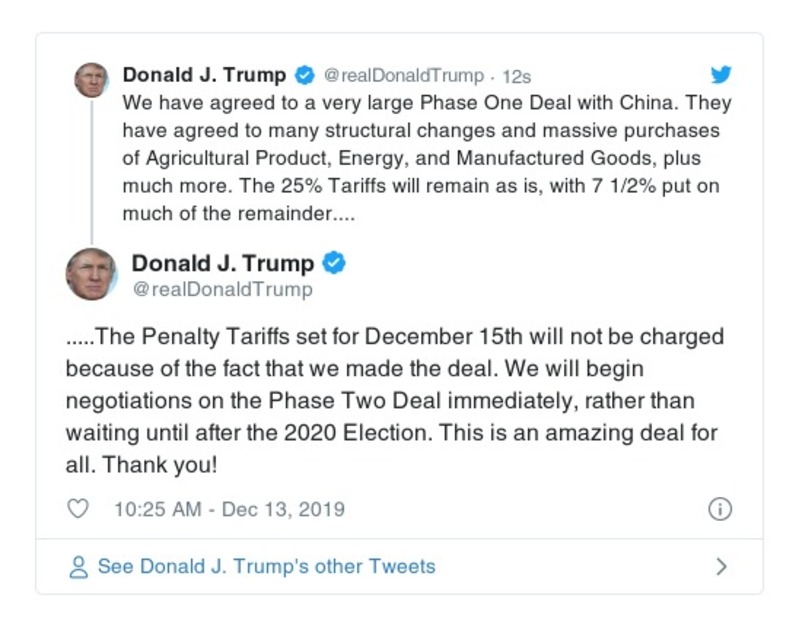 Donald J. Trump @realDonaldTrump · 12s
We have agreed to a very large Phase One Deal with China. They
have agreed to many structural changes and massive purchases
of Agricultural Product, Energy, and Manufactured Goods, plus
much more. The 25% Tariffs will remain as is, with 7 1/2% put on
much of the remainder....
Donald J. Trump
@realDonaldTrump
.....The Penalty Tariffs set for December 15th will not be charged
because of the fact that we made the deal. We will begin
negotiations on the Phase Two Deal immediately, rather than
waiting until after the 2020 Election. This is an amazing deal for
all. Thank you!
10:25 AM - Dec 13, 2019
See Donald J. Trump's other Tweets